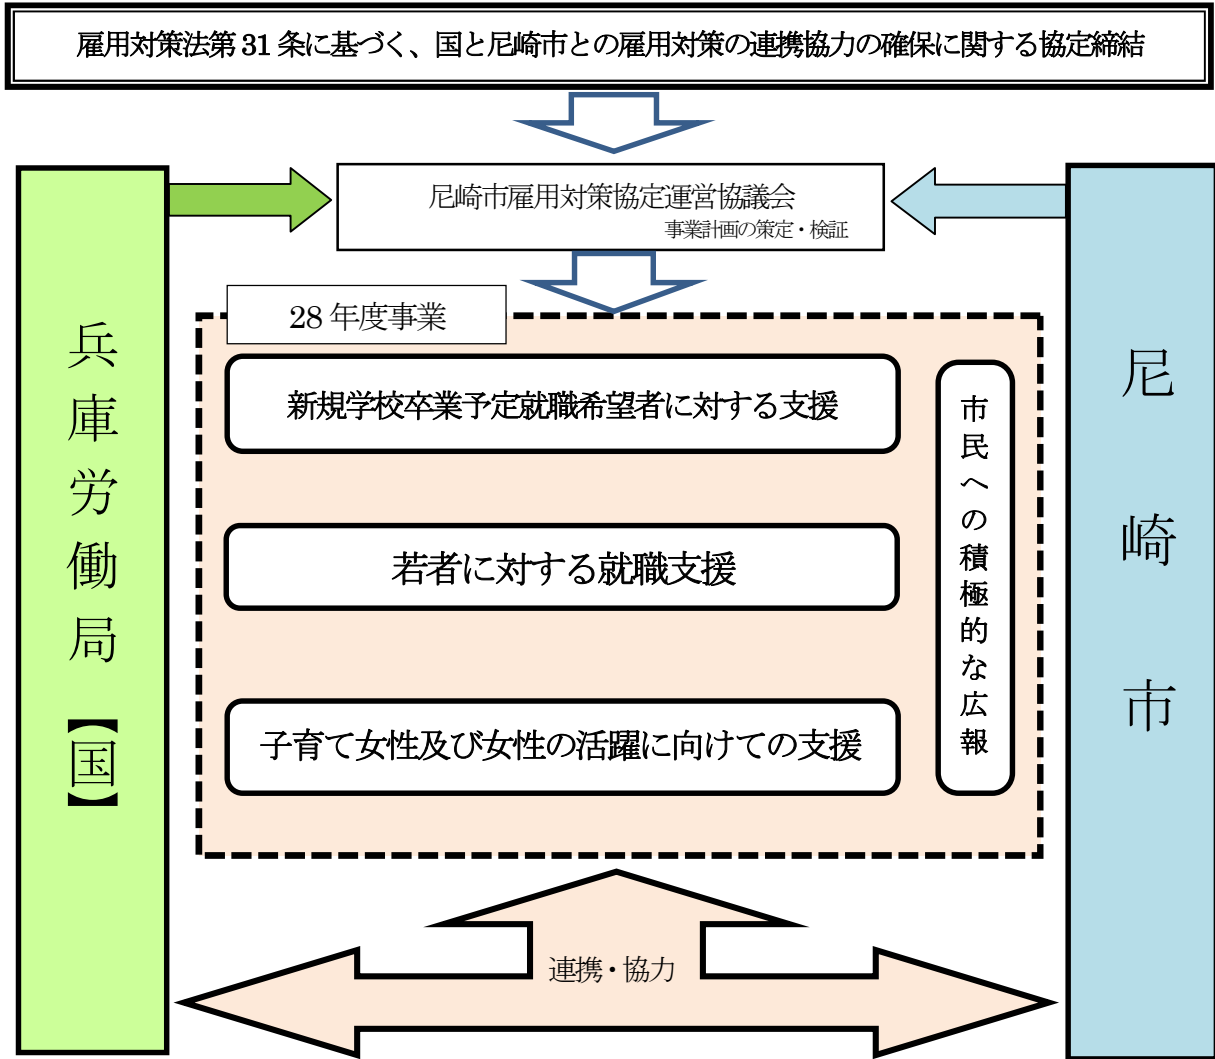 雇用対策法第 31 条に基づく、国と尼崎市との雇用対策の連携協力の確保に関する協定締結
尼崎市雇用対策協定運営協議会
事業計画の策定・検証
兵庫労働局【国】
28 年度事業
新規学校卒業予定就職希望者に対する支援
若者に対する就職支援
子育て女性及び女性の活躍に向けての支援
市民への積極的な広報
尼崎市
連携・協力